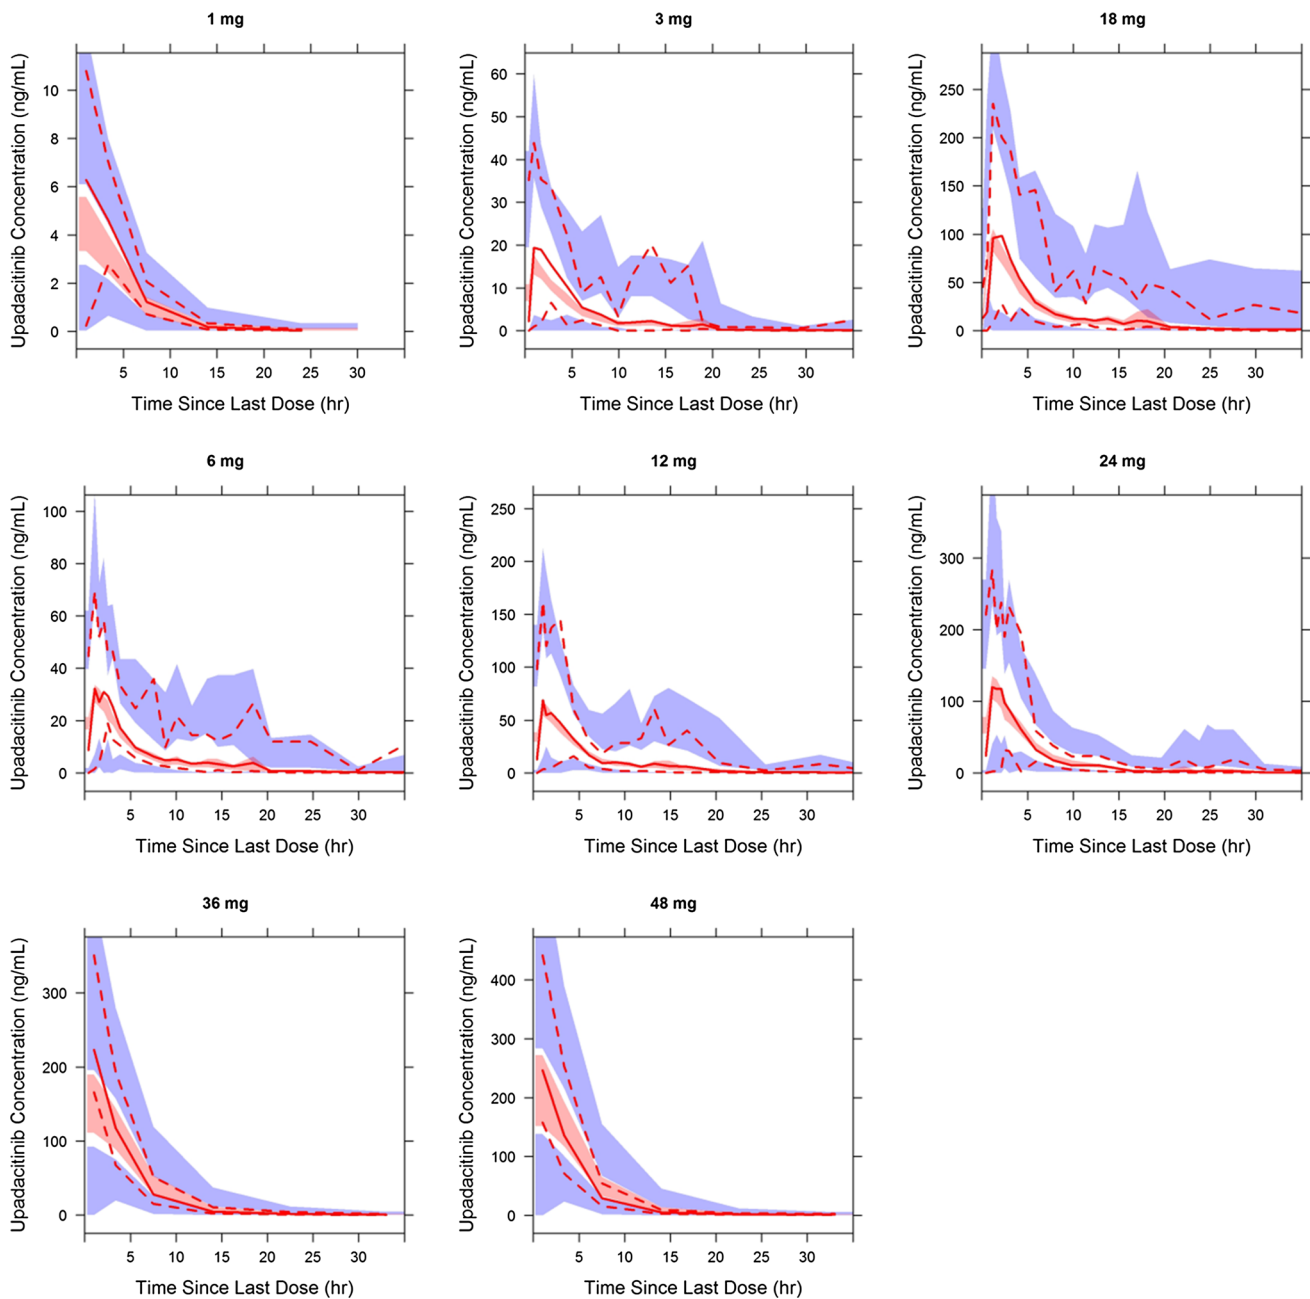 1 mg
3 mg
18 mg
Upadacitinib Concentration (ng/mL)
10
8
6
4
2
0
5 10 15 20 25 30
Time Since Last Dose (hr)
Upadacitinib Concentration (ng/mL)
60
50
40
30
20
10
0
5 10 15 20 25 30
Time Since Last Dose (hr)
Upadacitinib Concentration (ng/mL)
250
200
150
100
50
0
5 10 15 20 25 30
Time Since Last Dose (hr)
6 mg
12 mg
24 mg
Upadacitinib Concentration (ng/mL)
100
80
60
40
20
0
5 10 15 20 25 30
Time Since Last Dose (hr)
Upadacitinib Concentration (ng/mL)
250
200
150
100
50
0
5 10 15 20 25 30
Time Since Last Dose (hr)
Upadacitinib Concentration (ng/mL)
300
200
100
0
5 10 15 20 25 30
Time Since Last Dose (hr)
36 mg
48 mg
Upadacitinib Concentration (ng/mL)
300
200
100
0
5 10 15 20 25 30
Time Since Last Dose (hr)
Upadacitinib Concentration (ng/mL)
400
300
200
100
0
5 10 15 20 25 30
Time Since Last Dose (hr)